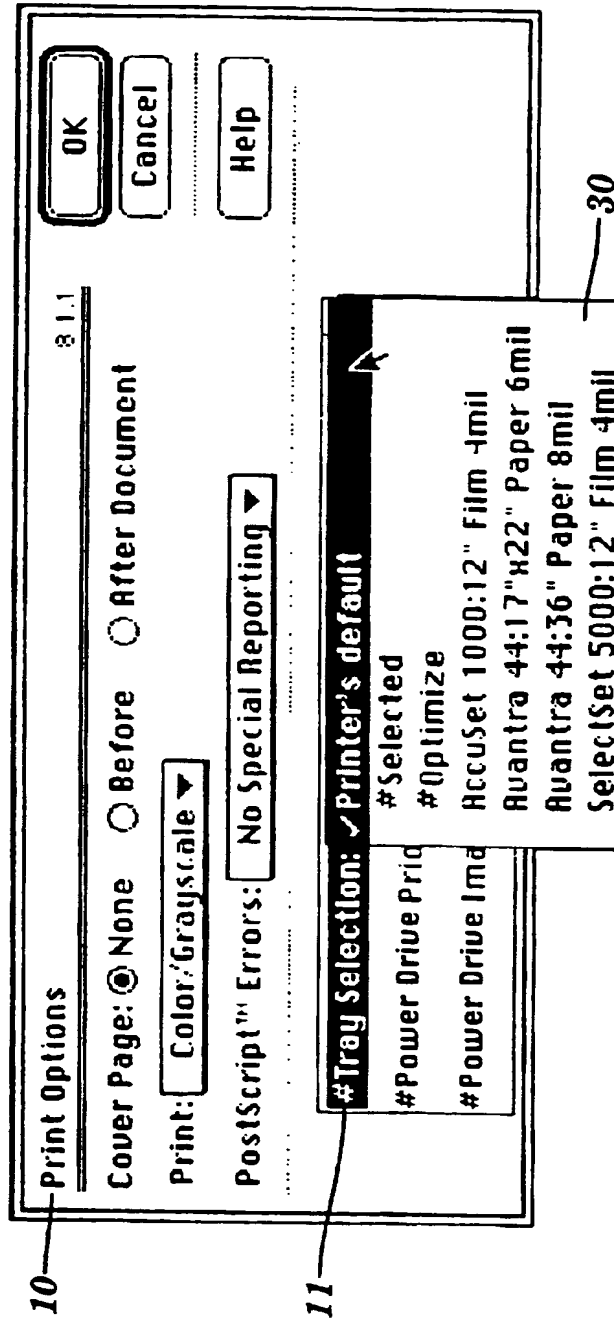 10
Print Options 8.1.1
OK
Cover Page: None Before After Document
Cancel
Print: Color/Grayscale
PostScript™ Errors: No Special Reporting
Help
11
#Tray Selection: ✓Printer's default
#Selected
#Power Drive Prio
#Optimize
#Power Drive Ima
AccuSet 1000:12" Film 4mil
Avantra 44:17"x22" Paper 6mil
Avantra 44:36" Paper 8mil
SelectSet 5000:12" Film 4mil
30